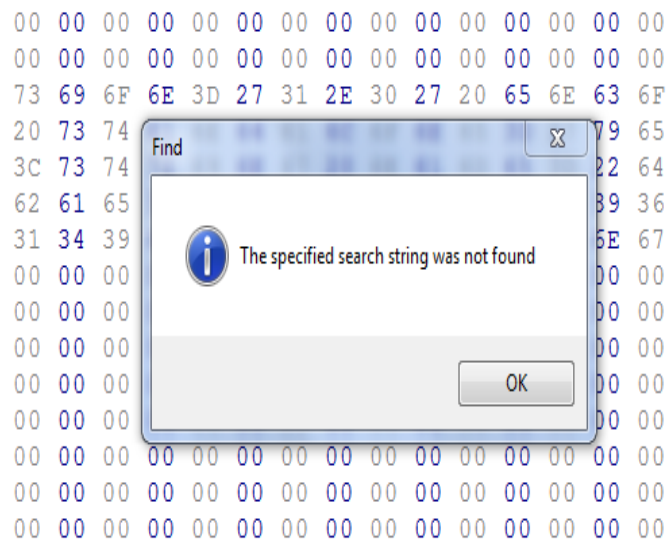 00 00 00 00 00 00 00 00 00 00 00 00 00 00 00
00 00 00 00 00 00 00 00 00 00 00 00 00 00 00
73 69 6F 6E 3D 27 31 2E 30 27 20 65 6E 63 6F
20 73 74 79 65
Find
3C 73 74 22 64
62 61 65 39 36
31 34 39 6E 67
The specified search string was not found
00 00 00 00 00
00 00 00 00 00
00 00 00 00 00
00 00 00 00 00
OK
00 00 00 00 00
00 00 00 00 00 00 00 00 00 00 00 00 00 00 00
00 00 00 00 00 00 00 00 00 00 00 00 00 00 00
00 00 00 00 00 00 00 00 00 00 00 00 00 00 00